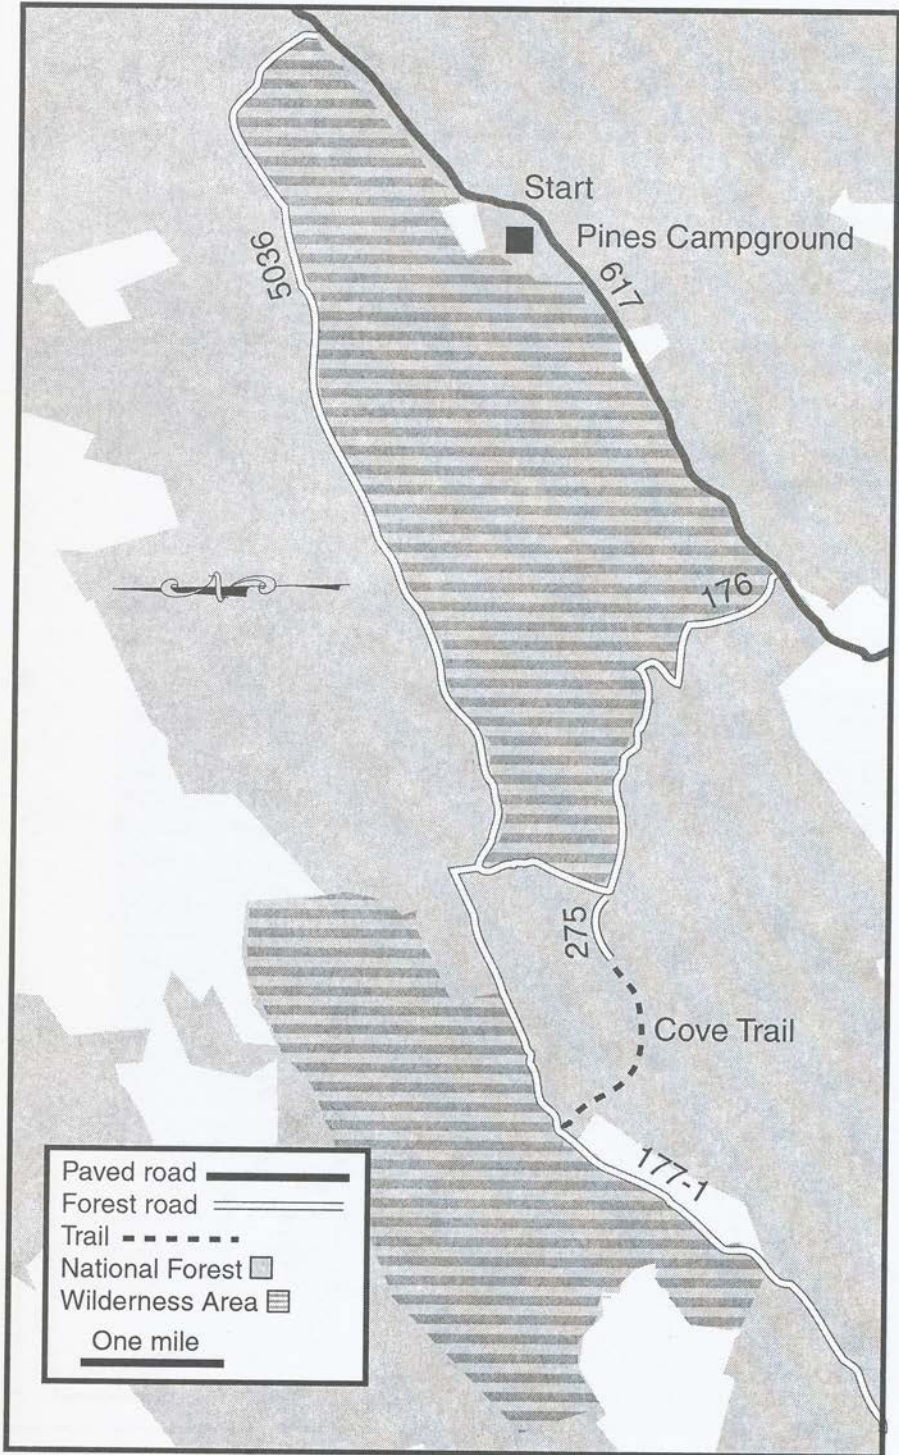 Start
Pines Campground
617
5036
176
N
275
Cove Trail
177-1
Paved road
Forest road
Trail
National Forest
Wilderness Area
One mile